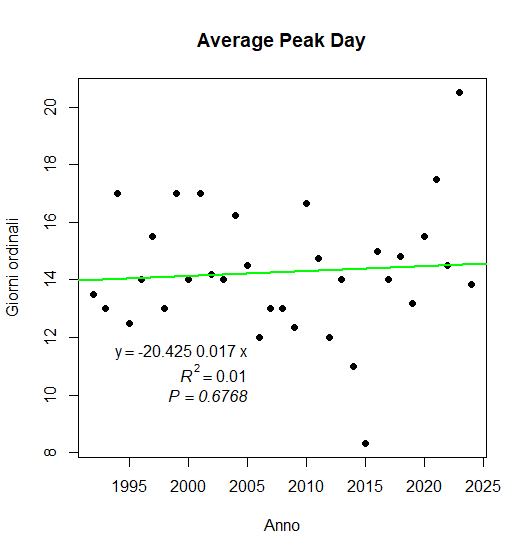 Average Peak Day
Giorni ordinali
20
18
16
14
12
10
8
y = -20.425 0.017 x
R² = 0.01
P = 0.6768
1995 2000 2005 2010 2015 2020 2025
Anno